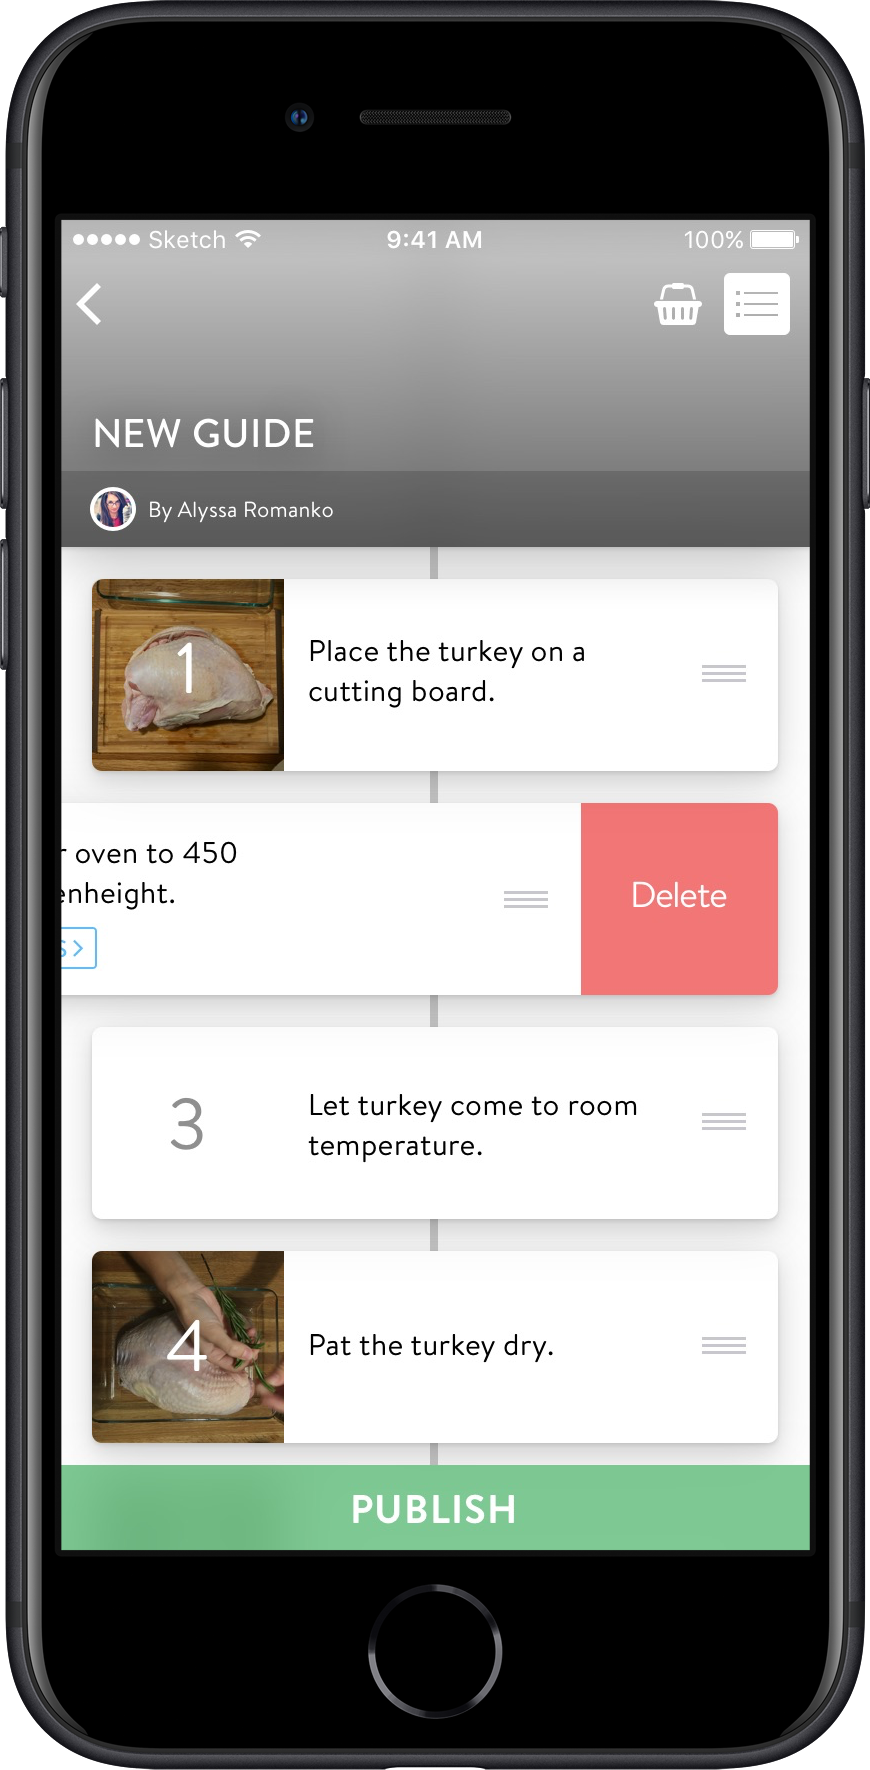 Sketch 9:41 AM 100%
NEW GUIDE
By Alyssa Romanko
1
Place the turkey on a
cutting board.
oven to 450
enheight.
Delete
3
Let turkey come to room
temperature.
4
Pat the turkey dry.
PUBLISH